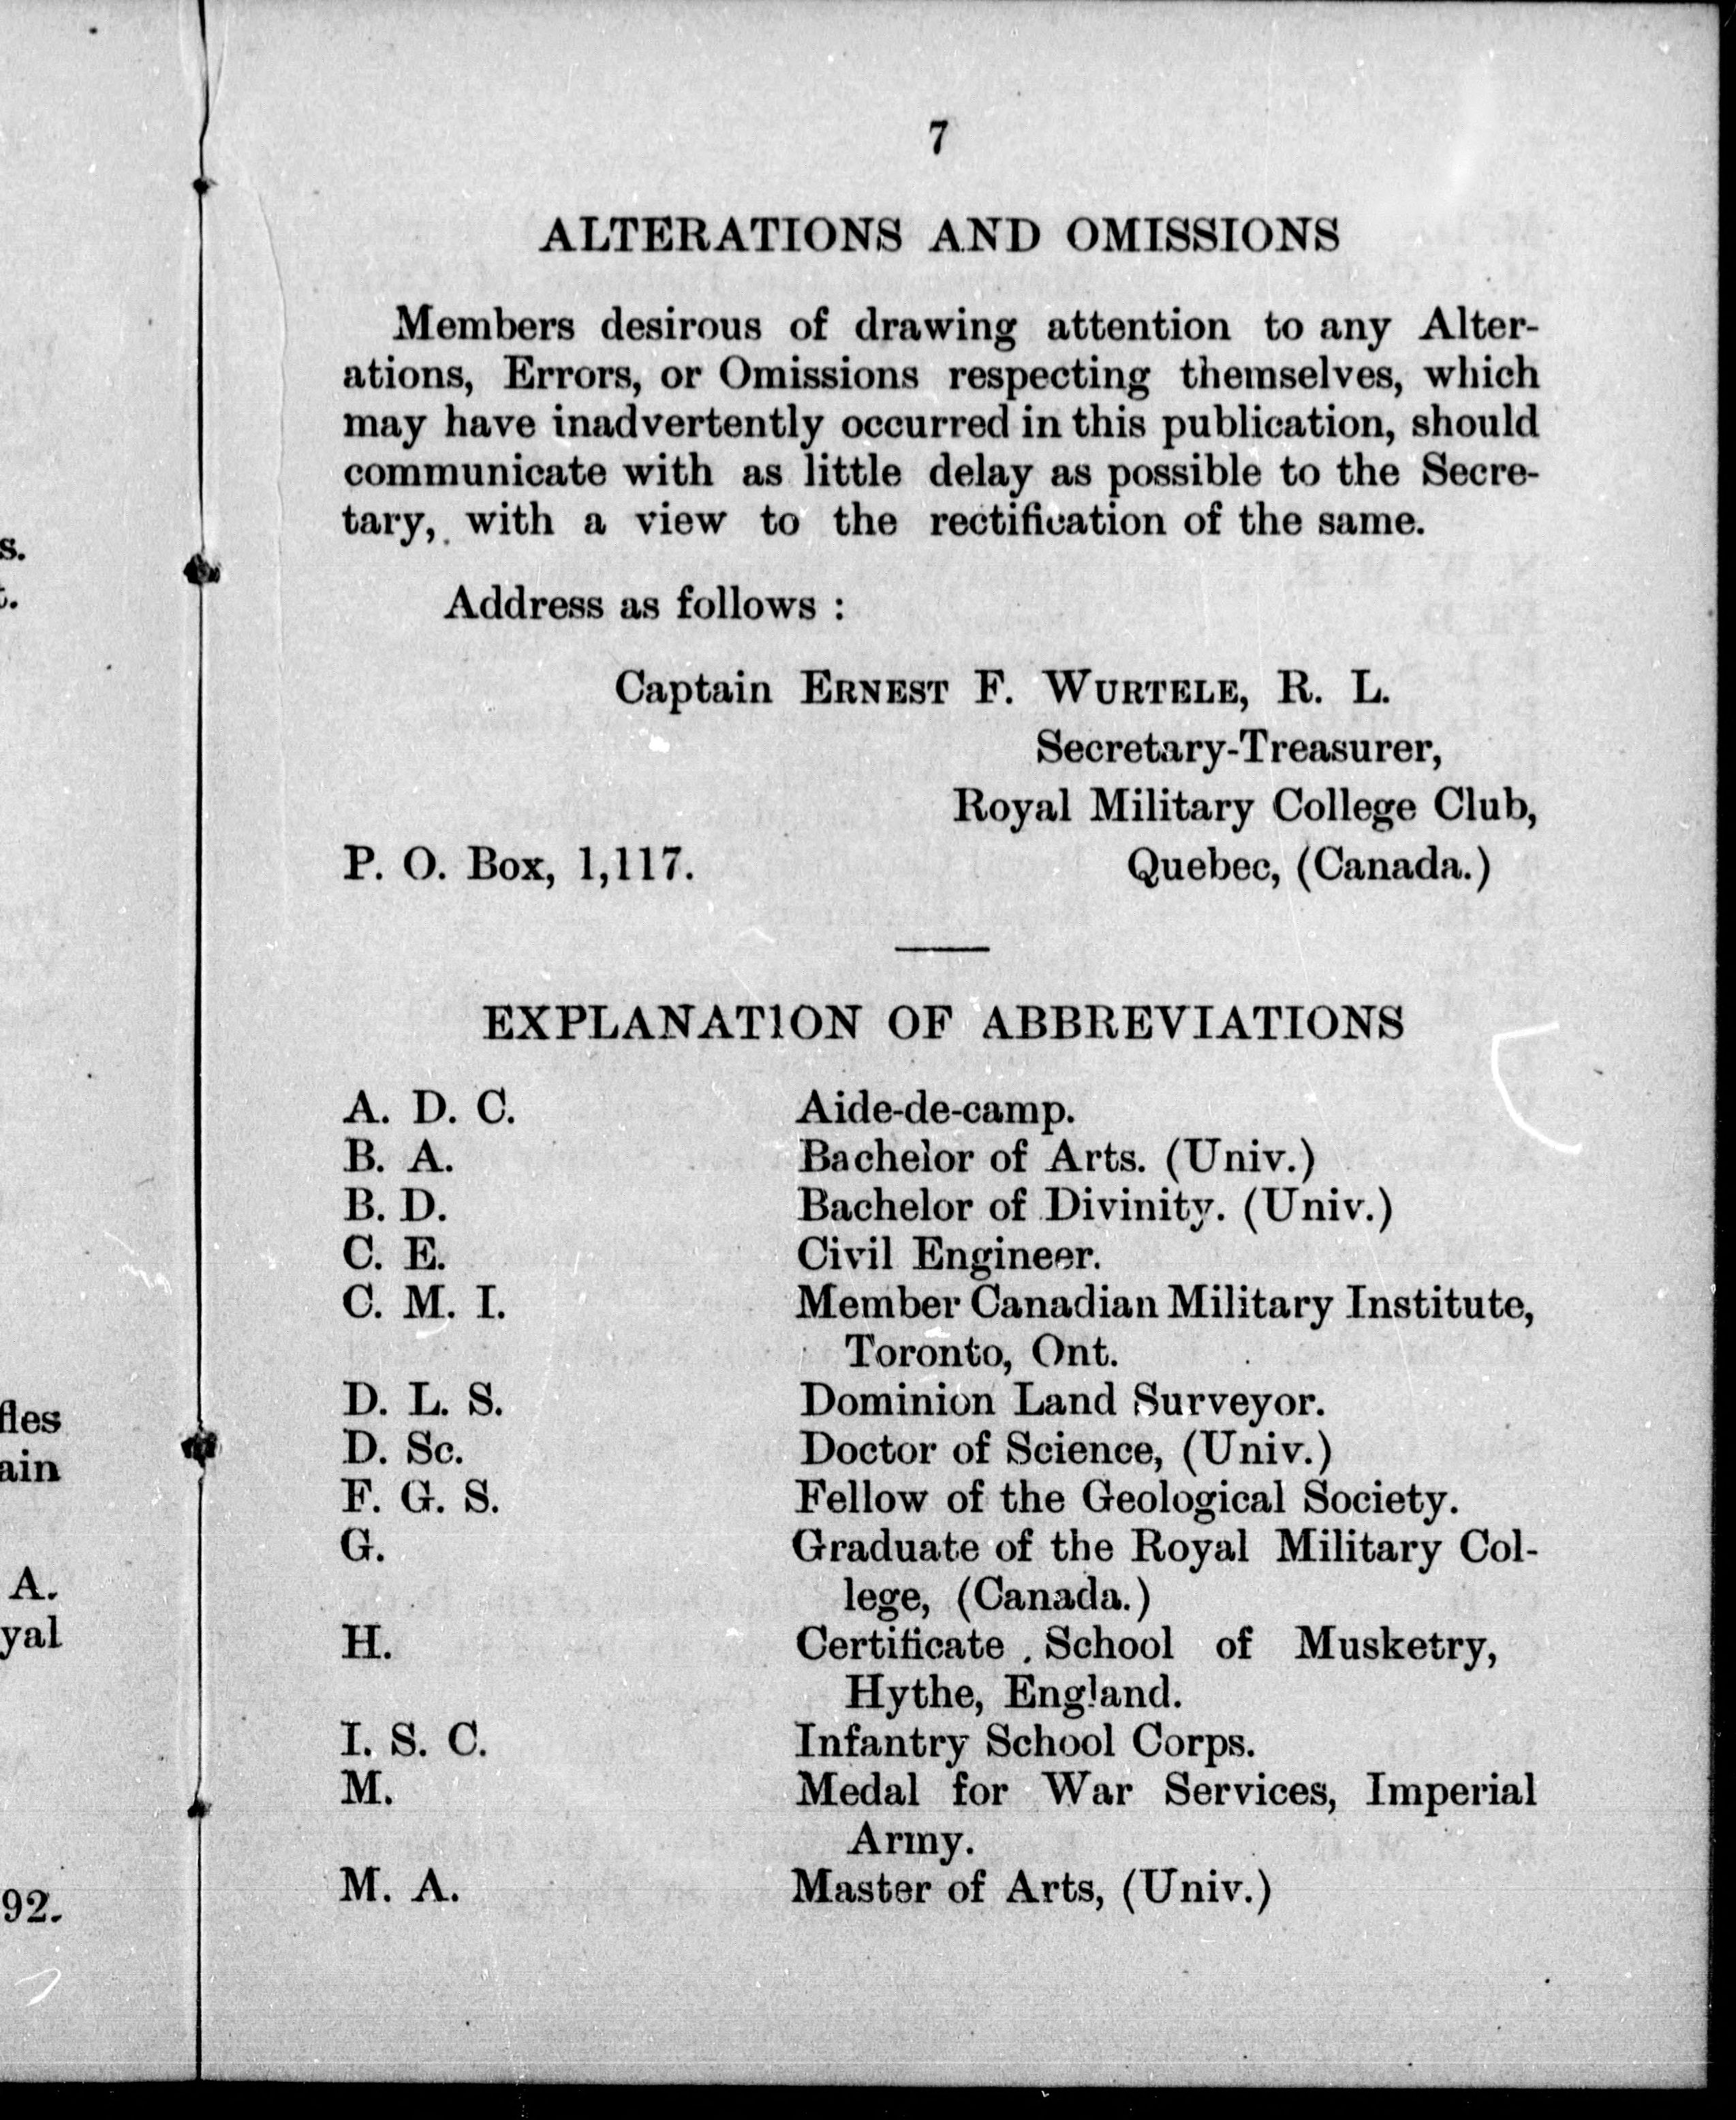 7
ALTERATIONS AND OMISSIONS
Members desirous of drawing attention to any Alter-
ations, Errors, or Omissions respecting themselves, which
may have inadvertently occurred in this publication, should
communicate with as little delay as possible to the Secre-
tary, with a view to the rectification of the same.
Address as follows :
Captain ERNEST F. WURTELE, R. L.
Secretary-Treasurer,
Royal Military College Club,
P. O. Box, 1,117. Quebec, (Canada.)
EXPLANATION OF ABBREVIATIONS
A. D. C. Aide-de-camp.
B. A. Bachelor of Arts. (Univ.)
B. D. Bachelor of Divinity. (Univ.)
C. E. Civil Engineer.
C. M. I. Member Canadian Military Institute,
Toronto, Ont.
D. L. S. Dominion Land Surveyor.
D. Sc. Doctor of Science, (Univ.)
F. G. S. Fellow of the Geological Society.
G. Graduate of the Royal Military Col-
lege, (Canada.)
H. Certificate School of Musketry,
Hythe, England.
I. S. C. Infantry School Corps.
M. Medal for War Services, Imperial
Army.
M. A. Master of Arts, (Univ.)